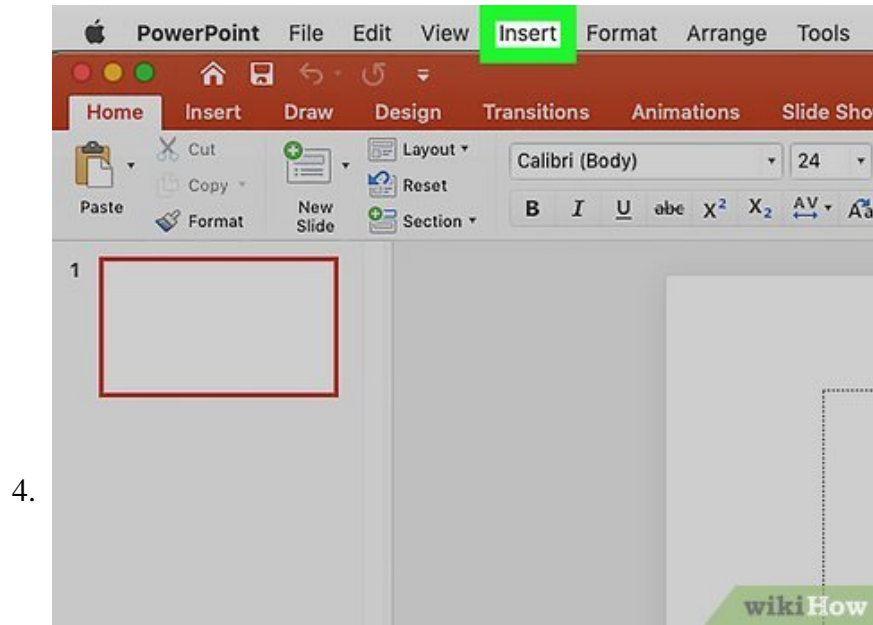 PowerPoint File Edit View Insert Format Arrange Tools
Home Insert Draw Design Transitions Animations Slide Sho
Paste
Cut
Copy
Format
New
Slide
Layout
Reset
Section
Calibri (Body) 24
B I U abc X² X₂ AV Aa
1
4.
wikiHow